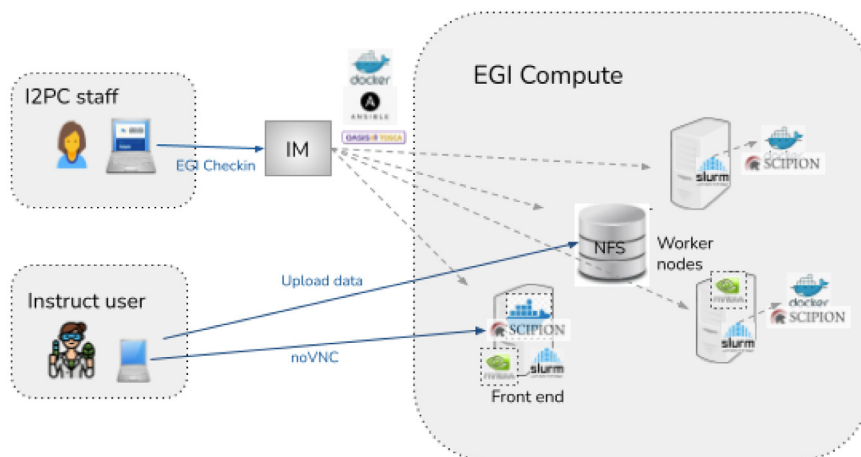 I2PC staff
EGI Checkin
IM
docker
ANSIBLE
OASIS TOSCA
EGI Compute
slurm
docker
SCIPION
NFS
Worker
nodes
Upload data
Instruct user
noVNC
SCIPION
slurm
Front end
slurm
docker
SCIPION